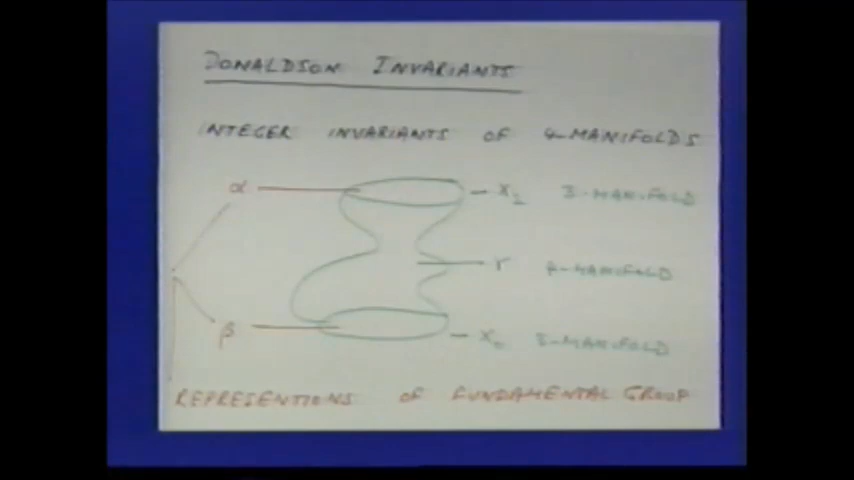 DONALDSON INVARIANTS
INTEGER INVARIANTS OF 4-MANIFOLDS
α X₁ 3-MANIFOLD
Y 4-MANIFOLD
β X₀ 3-MANIFOLD
REPRESENTIONS OF FUNDAMENTAL GROUP